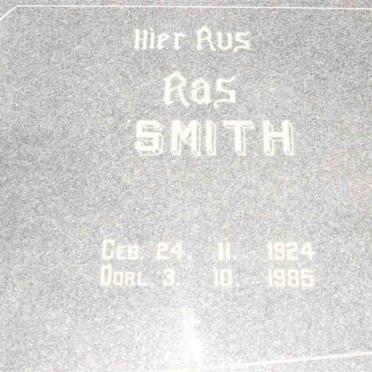 Hier Rus
Ras
SMITH
GEB. 24. 11. 1924
OORL. 3. 10. 1985